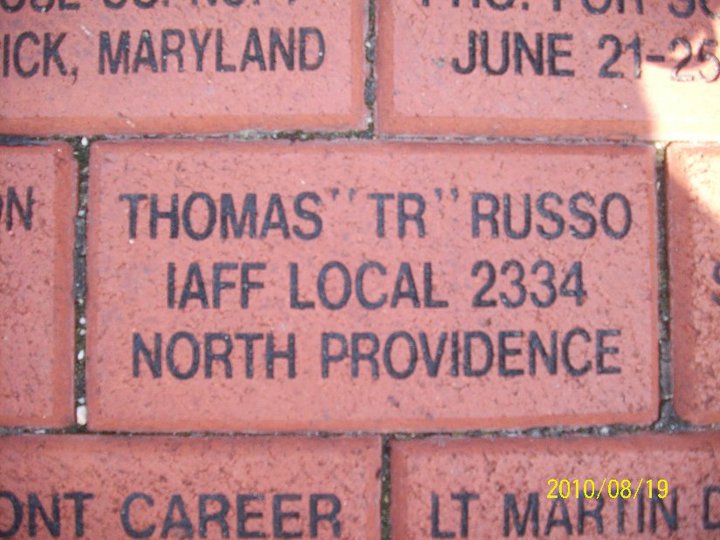 ICK, MARYLAND
JUNE 21-25
THOMAS "TR" RUSSO
IAFF LOCAL 2334
NORTH PROVIDENCE
ONT CAREER
LT MARTIN D
2010/08/19